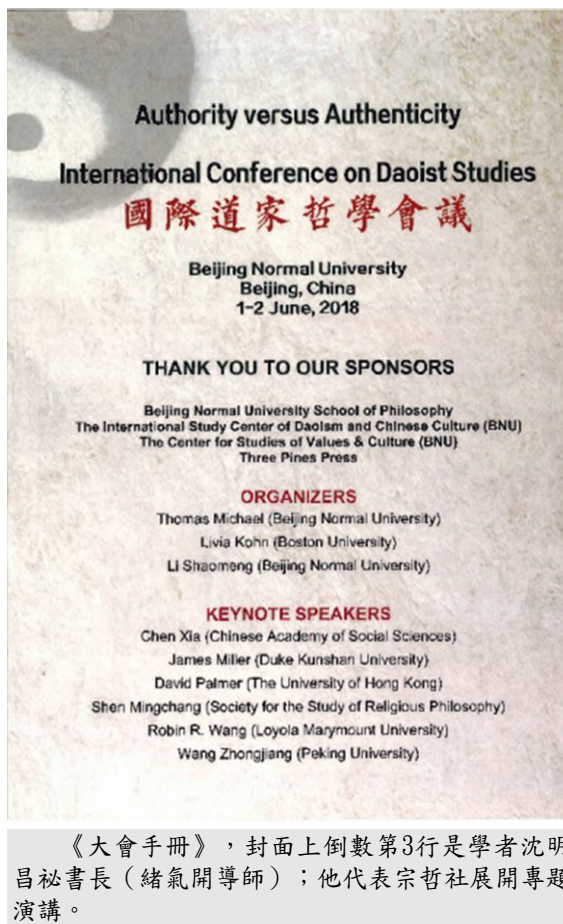 Authority versus Authenticity
International Conference on Daoist Studies
國際道家哲學會議
Beijing Normal University
Beijing, China
1-2 June, 2018
THANK YOU TO OUR SPONSORS
Beijing Normal University School of Philosophy
The International Study Center of Daoism and Chinese Culture (BNU)
The Center for Studies of Values & Culture (BNU)
Three Pines Press
ORGANIZERS
Thomas Michael (Beijing Normal University)
Livia Kohn (Boston University)
Li Shaomeng (Beijing Normal University)
KEYNOTE SPEAKERS
Chen Xia (Chinese Academy of Social Sciences)
James Miller (Duke Kunshan University)
David Palmer (The University of Hong Kong)
Shen Mingchang (Society for the Study of Religious Philosophy)
Robin R. Wang (Loyola Marymount University)
Wang Zhongjiang (Peking University)
《大會手冊》，封面上倒數第3行是學者沈明
昌祕書長（緒氣開導師）；他代表宗哲社展開專題
演講。